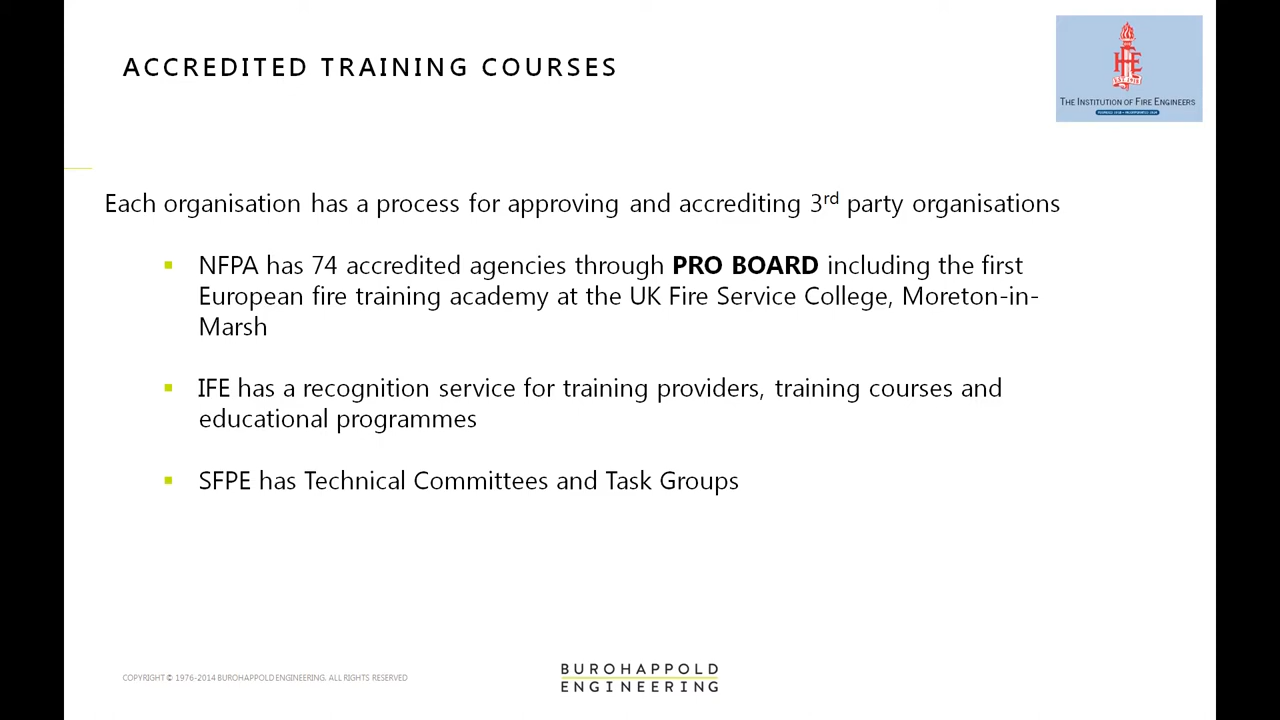 ACCREDITED TRAINING COURSES
IFE
EST 1918
THE INSTITUTION OF FIRE ENGINEERS
Each organisation has a process for approving and accrediting 3rd party organisations
NFPA has 74 accredited agencies through PRO BOARD including the first
European fire training academy at the UK Fire Service College, Moreton-in-
Marsh
IFE has a recognition service for training providers, training courses and
educational programmes
SFPE has Technical Committees and Task Groups
COPYRIGHT © 1976-2014 BUROHAPPOLD ENGINEERING. ALL RIGHTS RESERVED
BUROHAPPOLD
ENGINEERING